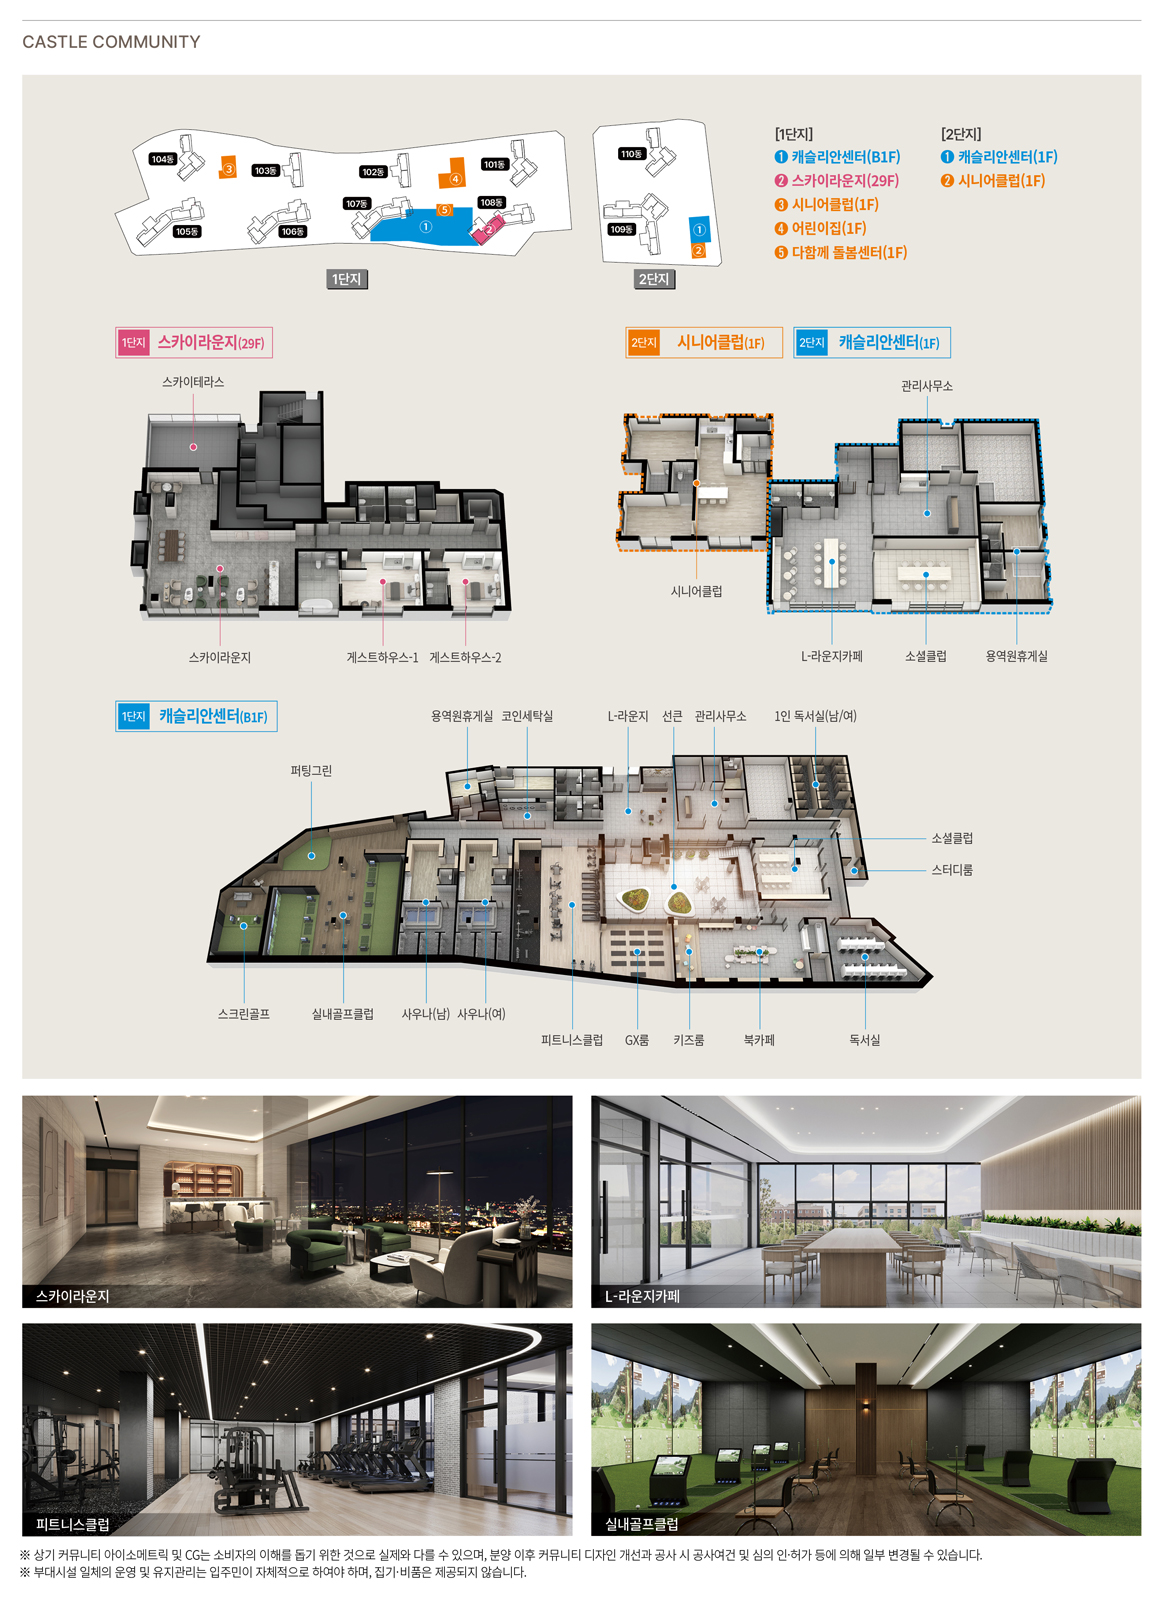 CASTLE COMMUNITY
[1단지]
❶ 캐슬리안센터(B1F)
❷ 스카이라운지(29F)
❸ 시니어클럽(1F)
❹ 어린이집(1F)
❺ 다함께 돌봄센터(1F)
[2단지]
❶ 캐슬리안센터(1F)
❷ 시니어클럽(1F)
104동
③
103동
102동
④
101동
105동
106동
107동
①
⑤
108동
②
1단지
110동
109동
①
②
2단지
1단지 스카이라운지(29F)
스카이테라스
스카이라운지
게스트하우스-1
게스트하우스-2
2단지 시니어클럽(1F)
2단지 캐슬리안센터(1F)
관리사무소
시니어클럽
L-라운지카페
소셜클럽
용역원휴게실
1단지 캐슬리안센터(B1F)
용역원휴게실
코인세탁실
L-라운지
선큰
관리사무소
1인 독서실(남/여)
퍼팅그린
소셜클럽
스터디룸
스크린골프
실내골프클럽
사우나(남)
사우나(여)
피트니스클럽
GX룸
키즈룸
북카페
독서실
스카이라운지
L-라운지카페
피트니스클럽
실내골프클럽
※ 상기 커뮤니티 아이소메트릭 및 CG는 소비자의 이해를 돕기 위한 것으로 실제와 다를 수 있으며, 분양 이후 커뮤니티 디자인 개선과 공사 시 공사여건 및 심의 인·허가 등에 의해 일부 변경될 수 있습니다.
※ 부대시설 일체의 운영 및 유지관리는 입주민이 자체적으로 하여야 하며, 집기·비품은 제공되지 않습니다.